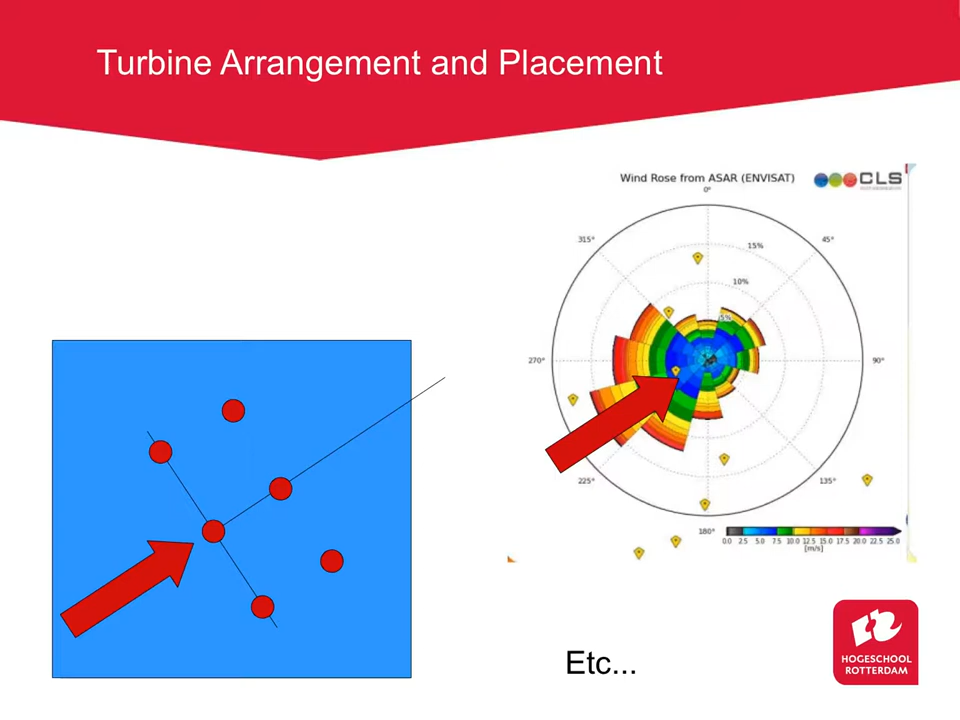 Turbine Arrangement and Placement
Wind Rose from ASAR (ENVISAT)
CLS
0°
315°
45°
15%
10%
5%
270°
90°
225°
135°
180°
0.0 2.5 5.0 7.5 10.0 12.5 15.0 17.5 20.0 22.5 25.0
[m/s]
Etc...
HOGESCHOOL
ROTTERDAM